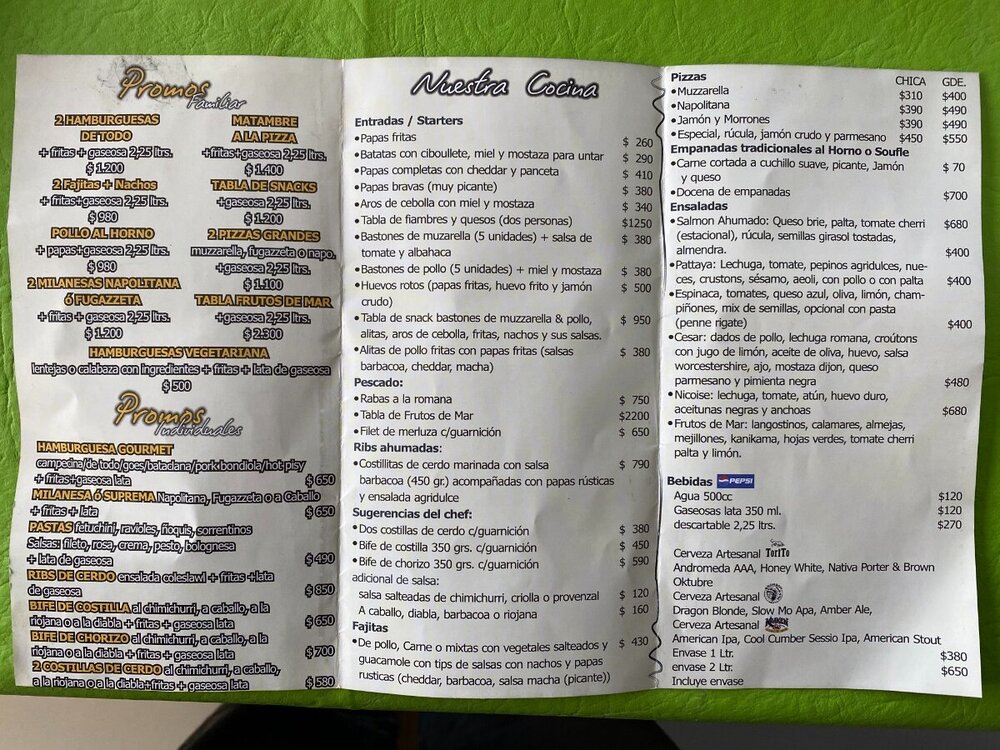 Promos
Familiar
2 HAMBURGUESAS
DE TODO
+ fritas + gaseosa 2,25 ltrs.
$ 1.200
2 Fajitas + Nachos
+ fritas+gaseosa 2,25 ltrs.
$ 980
POLLO AL HORNO
+ papas+gaseosa 2,25 ltrs.
$ 980
2 MILANESAS NAPOLITANA
ó FUGAZZETA
+ fritas + gaseosa 2,25 ltrs.
$ 1.200
MATAMBRE
A LA PIZZA
+fritas+gaseosa 2,25 ltrs.
$ 1.400
TABLA DE SNACKS
+gaseosa 2,25 ltrs.
$ 1.200
2 PIZZAS GRANDES
muzzarella, fugazzeta o napo.
+gaseosa 2,25 ltrs.
$ 1.100
TABLA FRUTOS DE MAR
+gaseosa 2,25 ltrs.
$ 2.300
HAMBURGUESAS VEGETARIANA
lentejas o calabaza con ingredientes + fritas + lata de gaseosa
$ 500
Promos
Individuales
HAMBURGUESA GOURMET
campecina/de todo/goes/bataclana/pork-bondiola/hot pisy
+ fritas+gaseosa lata $ 650
MILANESA ó SUPREMA Napolitana, Fugazzeta o a Caballo
+ fritas + lata $ 650
PASTAS fetuchini, ravioles, ñoquis, sorrentinos
Salsas: fileto, rosa, crema, pesto, bolognesa
+ lata de gaseosa $ 490
RIBS DE CERDO ensalada coleslawl + fritas +lata
de gaseosa $ 850
BIFE DE COSTILLA al chimichurri, a caballo, a la
riojana o a la diabla + fritas + gaseosa lata $ 650
BIFE DE CHORIZO al chimichurri, a caballo, a la
riojana o a la diabla + fritas + gaseosa lata $ 700
2 COSTILLAS DE CERDO al chimichurri, a caballo,
a la riojana o a la diabla+fritas + gaseosa lata $ 580
Nuestra Cocina
Entradas / Starters
•Papas fritas $ 260
•Batatas con ciboullete, miel y mostaza para untar $ 290
•Papas completas con cheddar y panceta $ 410
•Papas bravas (muy picante) $ 380
•Aros de cebolla con miel y mostaza $ 340
•Tabla de fiambres y quesos (dos personas) $1250
•Bastones de muzarella (5 unidades) + salsa de $ 380
tomate y albahaca
•Bastones de pollo (5 unidades) + miel y mostaza $ 380
•Huevos rotos (papas fritas, huevo frito y jamón $ 500
crudo)
•Tabla de snack bastones de muzzarella & pollo, $ 950
alitas, aros de cebolla, fritas, nachos y sus salsas.
•Alitas de pollo fritas con papas fritas (salsas $ 380
barbacoa, cheddar, macha)
Pescado:
•Rabas a la romana $ 750
•Tabla de Frutos de Mar $2200
•Filet de merluza c/guarnición $ 650
Ribs ahumadas:
•Costillitas de cerdo marinada con salsa $ 790
barbacoa (450 gr.) acompañadas con papas rústicas
y ensalada agridulce
Sugerencias del chef:
•Dos costillas de cerdo c/guarnición $ 380
•Bife de costilla 350 grs. c/guarnición $ 450
•Bife de chorizo 350 grs. c/guarnición $ 590
adicional de salsa:
salsa salteadas de chimichurri, criolla o provenzal $ 120
A caballo, diabla, barbacoa o riojana $ 160
Fajitas
•De pollo, Carne o mixtas con vegetales salteados y $ 430
guacamole con tips de salsas con nachos y papas
rusticas (cheddar, barbacoa, salsa macha (picante))
Pizzas CHICA GDE.
•Muzzarella $310 $400
•Napolitana $390 $490
•Jamón y Morrones $390 $490
•Especial, rúcula, jamón crudo y parmesano $450 $550
Empanadas tradicionales al Horno o Soufle
•Carne cortada a cuchillo suave, picante, Jamón $ 70
y queso
•Docena de empanadas $700
Ensaladas
•Salmon Ahumado: Queso brie, palta, tomate cherri $680
(estacional), rúcula, semillas girasol tostadas,
almendra. $400
•Pattaya: Lechuga, tomate, pepinos agridulces, nue-
ces, crustons, sésamo, aeoli, con pollo o con palta $400
•Espinaca, tomates, queso azul, oliva, limón, cham-
piñones, mix de semillas, opcional con pasta
(penne rigate) $400
•Cesar: dados de pollo, lechuga romana, croûtons
con jugo de limón, aceite de oliva, huevo, salsa
worcestershire, ajo, mostaza dijon, queso
parmesano y pimienta negra $480
•Nicoise: lechuga, tomate, atún, huevo duro,
aceitunas negras y anchoas $680
•Frutos de Mar: langostinos, calamares, almejas,
mejillones, kanikama, hojas verdes, tomate cherri
palta y limón.
Bebidas PEPSI
Agua 500cc $120
Gaseosas lata 350 ml. $120
descartable 2,25 ltrs. $270
Cerveza Artesanal TorITo
Andromeda AAA, Honey White, Nativa Porter & Brown
Oktubre
Cerveza Artesanal
Dragon Blonde, Slow Mo Apa, Amber Ale,
Cerveza Artesanal
American Ipa, Cool Cumber Sessio Ipa, American Stout
Envase 1 Ltr. $380
envase 2 Ltr. $650
Incluye envase